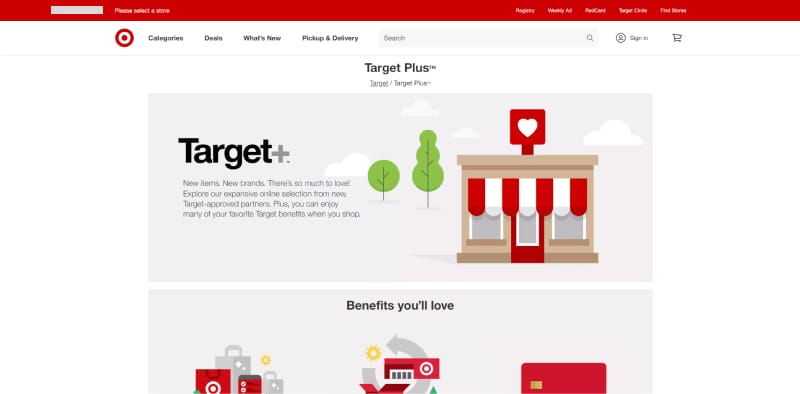 Please select a store
Registry
Weekly Ad
RedCard
Target Circle
Find Stores
Categories
Deals
What's New
Pickup & Delivery
Search
Sign in
Target Plus™
Target / Target Plus™
Target+™
New items. New brands. There's so much to love!
Explore our expansive online selection from new,
Target-approved partners. Plus, you can enjoy
many of your favorite Target benefits when you shop.
Benefits you'll love